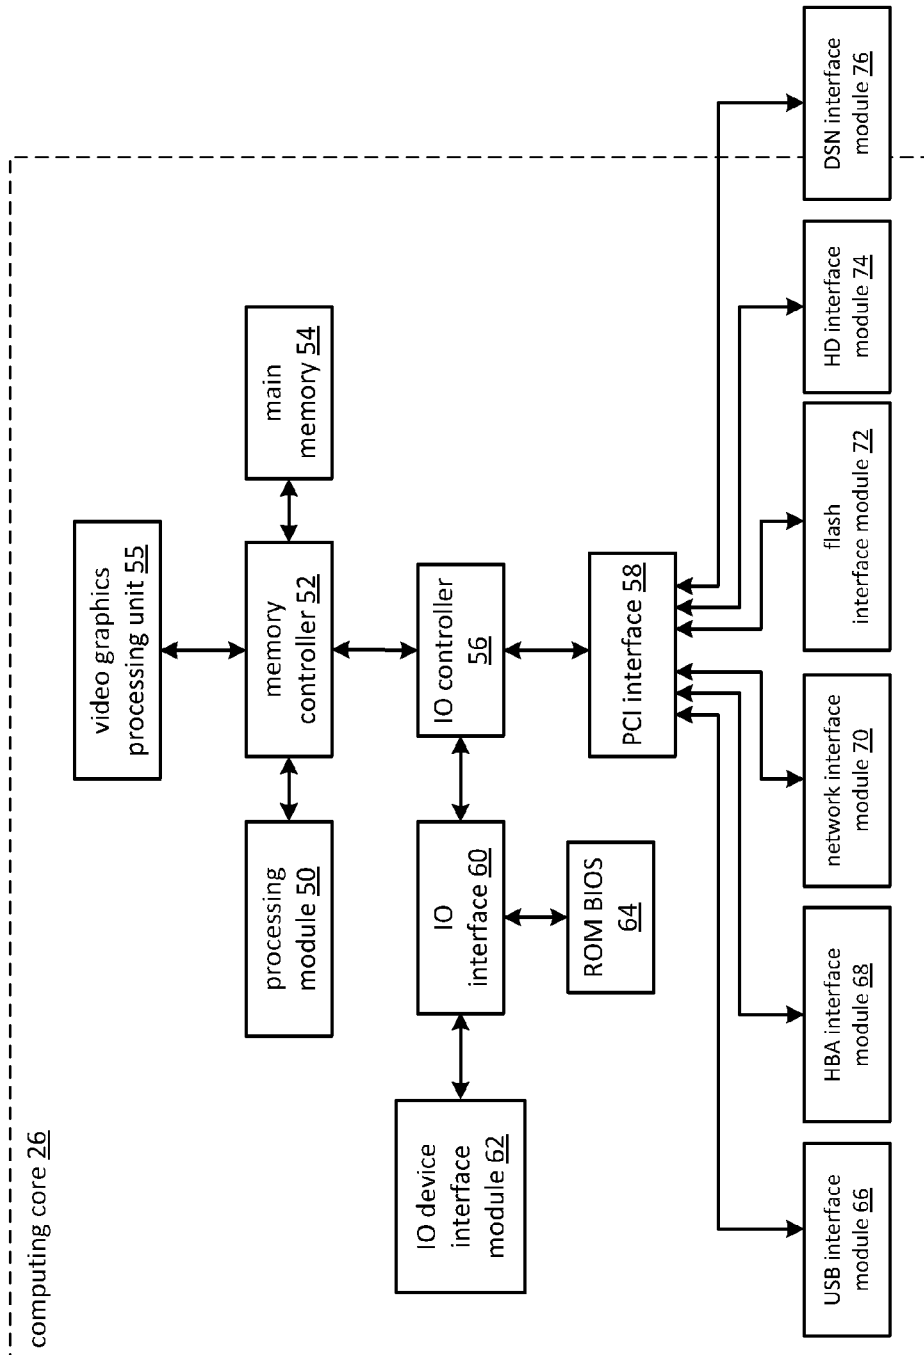 computing core 26
video graphics
processing unit 55
processing
module 50
memory
controller 52
main
memory 54
IO device
interface
module 62
IO
interface 60
IO controller
56
ROM BIOS
64
PCI interface 58
USB interface
module 66
HBA interface
module 68
network interface
module 70
flash
interface module 72
HD interface
module 74
DSN interface
module 76